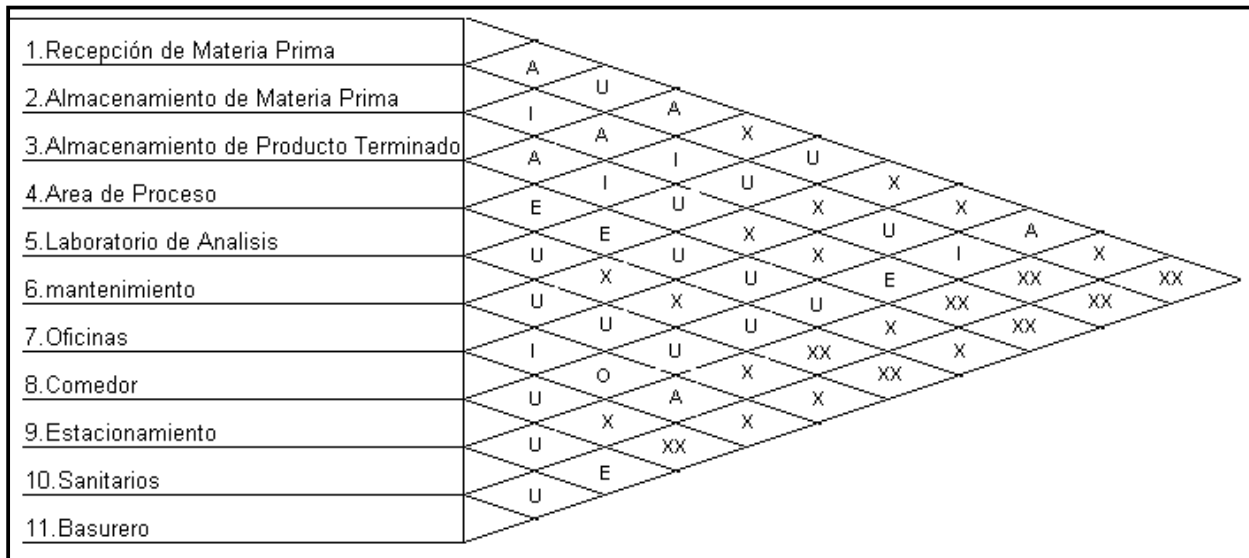 1.Recepción de Materia Prima
A
U
2.Almacenamiento de Materia Prima
I A
A X
3.Almacenamiento de Producto Terminado
A I U
I U X
4.Area de Proceso
E U X X
E X U A
5.Laboratorio de Analisis
U U X I X
X U E XX XX
6.mantenimiento
U X U XX XX
U U X XX
7.Oficinas
I U XX X
O X XX
8.Comedor
U A X
X X
9.Estacionamiento
U XX
E
10.Sanitarios
U
11.Basurero